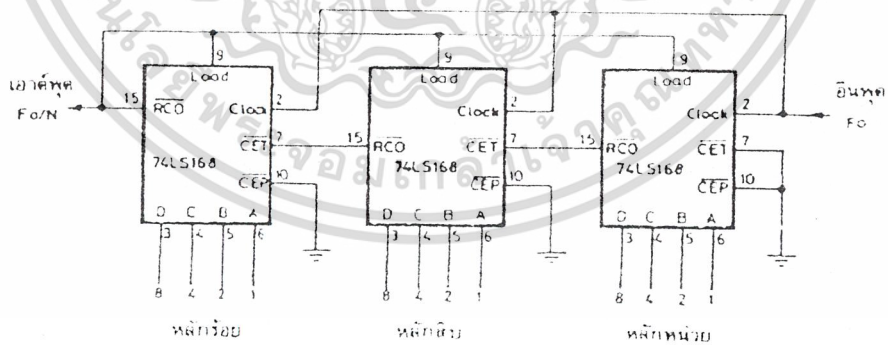 9 9 9
Load Load Load
เอาต์พุต 15 RCO Clock 2 Clock 2 Clock 2 อินพุต
Fo/N Fo
CET 7 15 RCO CET 7 15 RCO CET 7
74LS168 74LS168 74LS168
CEP 10 CEP 10 CEP 10
D C B A D C B A D C B A
3 4 5 6 3 4 5 6 3 4 5 6
8 4 2 1 8 4 2 1 8 4 2 1
หลักร้อย หลักสิบ หลักหน่วย